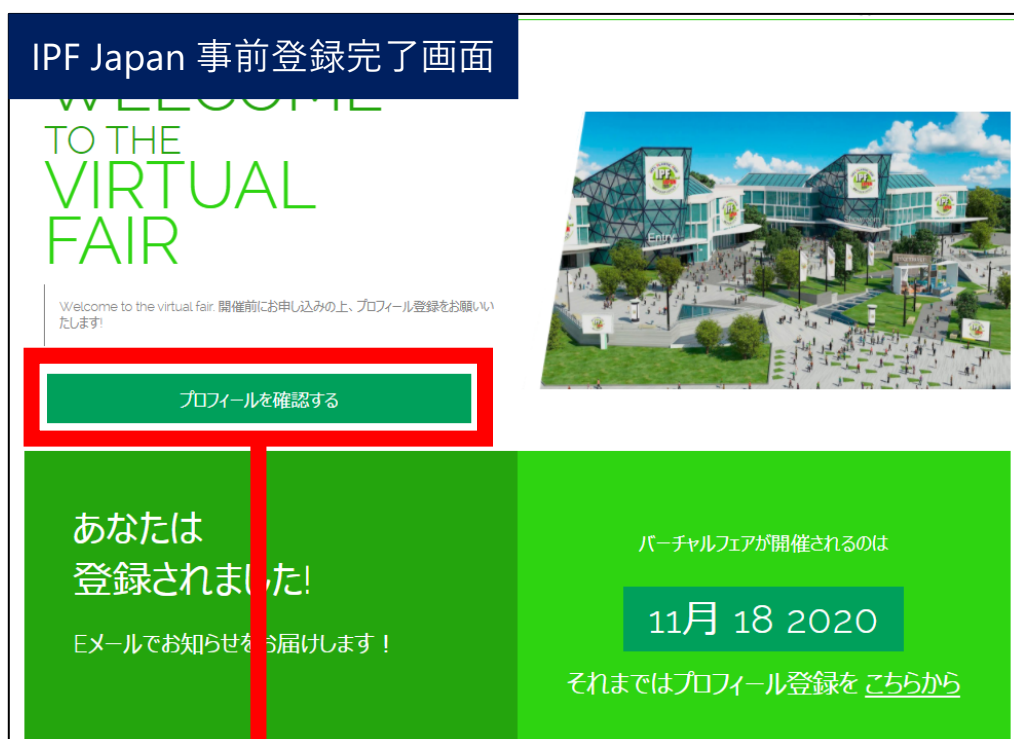 IPF Japan 事前登録完了画面
WELCOME
TO THE
VIRTUAL
FAIR
Welcome to the virtual fair. 開催前にお申し込みの上、プロフィール登録をお願いい
たします!
プロフィールを確認する
Entry
Showroom
IPF
IPF
あなたは
登録されました!
Eメールでお知らせをお届けします！
バーチャルフェアが開催されるのは
11月 18 2020
それまではプロフィール登録を こちらから